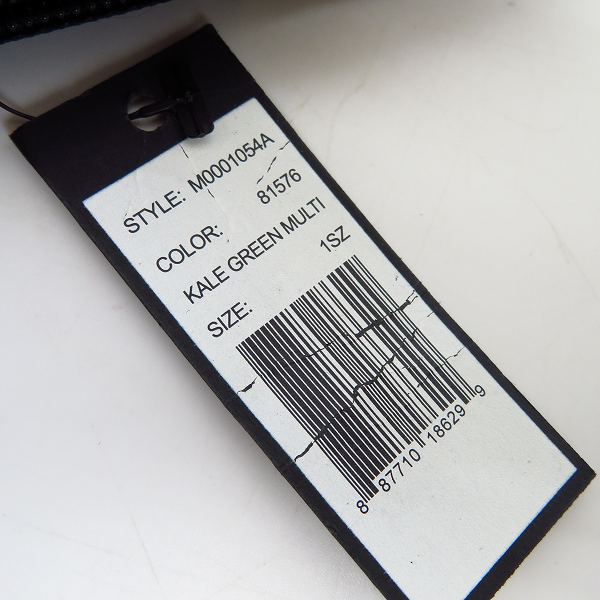 STYLE: M0001054A
COLOR: 81576
KALE GREEN MULTI
SIZE: 1SZ
8 87710 18629 9